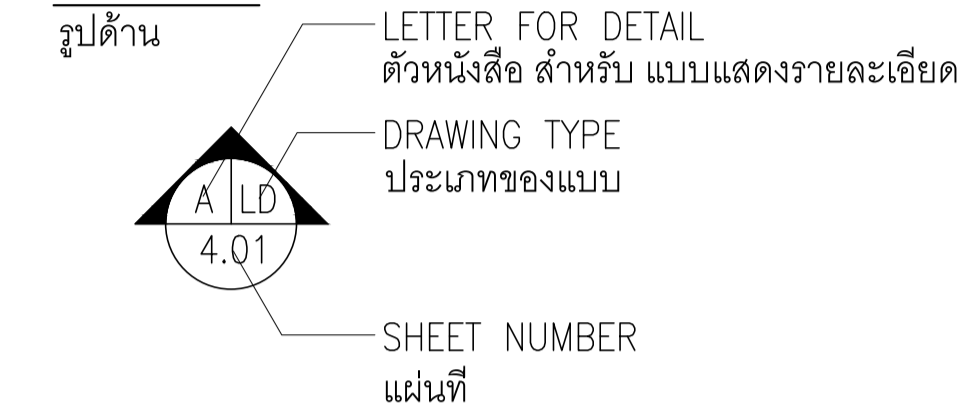 รูปด้าน
LETTER FOR DETAIL
ตัวหนังสือ สำหรับ แบบแสดงรายละเอียด
DRAWING TYPE
ประเภทของแบบ
A LD
4.01
SHEET NUMBER
แผ่นที่